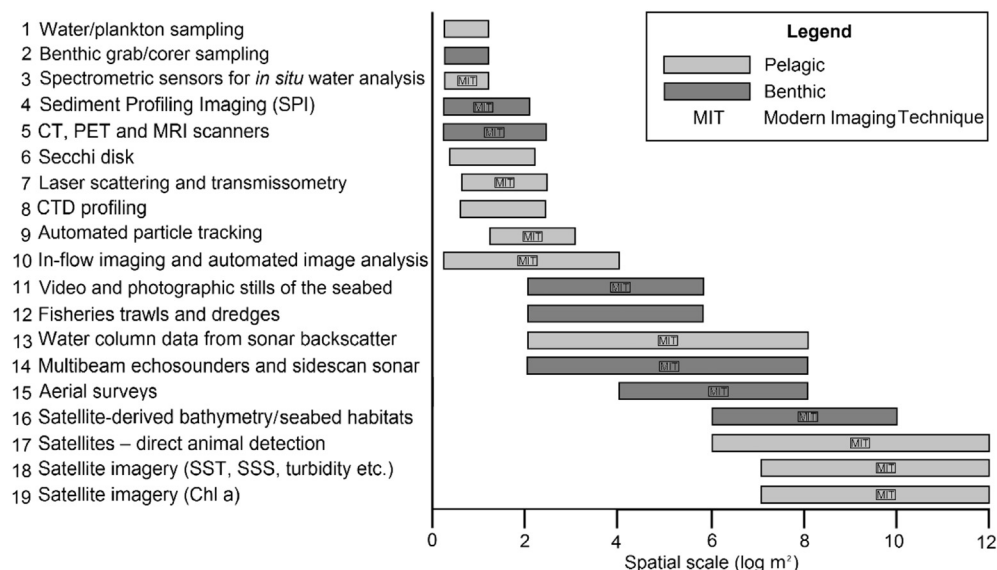 1 Water/plankton sampling
2 Benthic grab/corer sampling
3 Spectrometric sensors for in situ water analysis
MIT
4 Sediment Profiling Imaging (SPI)
MIT
5 CT, PET and MRI scanners
MIT
6 Secchi disk
7 Laser scattering and transmissometry
MIT
8 CTD profiling
9 Automated particle tracking
MIT
10 In-flow imaging and automated image analysis
MIT
11 Video and photographic stills of the seabed
MIT
12 Fisheries trawls and dredges
13 Water column data from sonar backscatter
MIT
14 Multibeam echosounders and sidescan sonar
MIT
15 Aerial surveys
MIT
16 Satellite-derived bathymetry/seabed habitats
MIT
17 Satellites – direct animal detection
MIT
18 Satellite imagery (SST, SSS, turbidity etc.)
MIT
19 Satellite imagery (Chl a)
MIT
Legend
Pelagic
Benthic
MIT Modern Imaging Technique
0 2 4 6 8 10 12
Spatial scale (log m²)